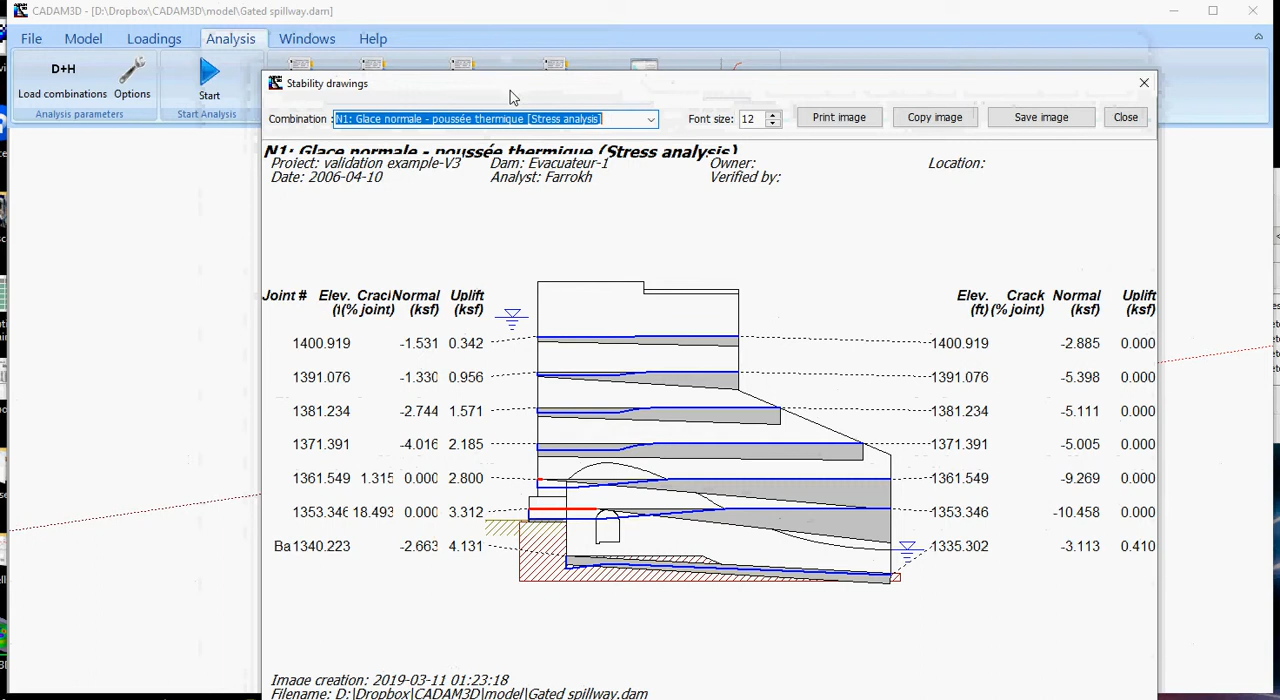 CADAM3D - [D:\Dropbox\CADAM3D\model\Gated spillway.dam]
File Model Loadings Analysis Windows Help
D+H
Load combinations Options Start
Analysis parameters Start Analysis
Stability drawings
Combination : N1: Glace normale - poussée thermique [Stress analysis] Font size: 12 Print image Copy image Save image Close
N1: Glace normale - poussée thermique (Stress analysis)
Project: validation example-V3 Dam: Evacuateur-1 Owner: Location:
Date: 2006-04-10 Analyst: Farrokh Verified by:
Joint # Elev. Crack Normal Uplift Elev. Crack Normal Uplift
(% joint) (ksf) (ksf) (ft) (% joint) (ksf) (ksf)
1400.919 -1.531 0.342 1400.919 -2.885 0.000
1391.076 -1.330 0.956 1391.076 -5.398 0.000
1381.234 -2.744 1.571 1381.234 -5.111 0.000
1371.391 -4.016 2.185 1371.391 -5.005 0.000
1361.549 1.315 0.000 2.800 1361.549 -9.269 0.000
1353.346 18.493 0.000 3.312 1353.346 -10.458 0.000
Ba 1340.223 -2.663 4.131 1335.302 -3.113 0.410
Image creation: 2019-03-11 01:23:18
Filename: D:\Dropbox\CADAM3D\model\Gated spillway.dam